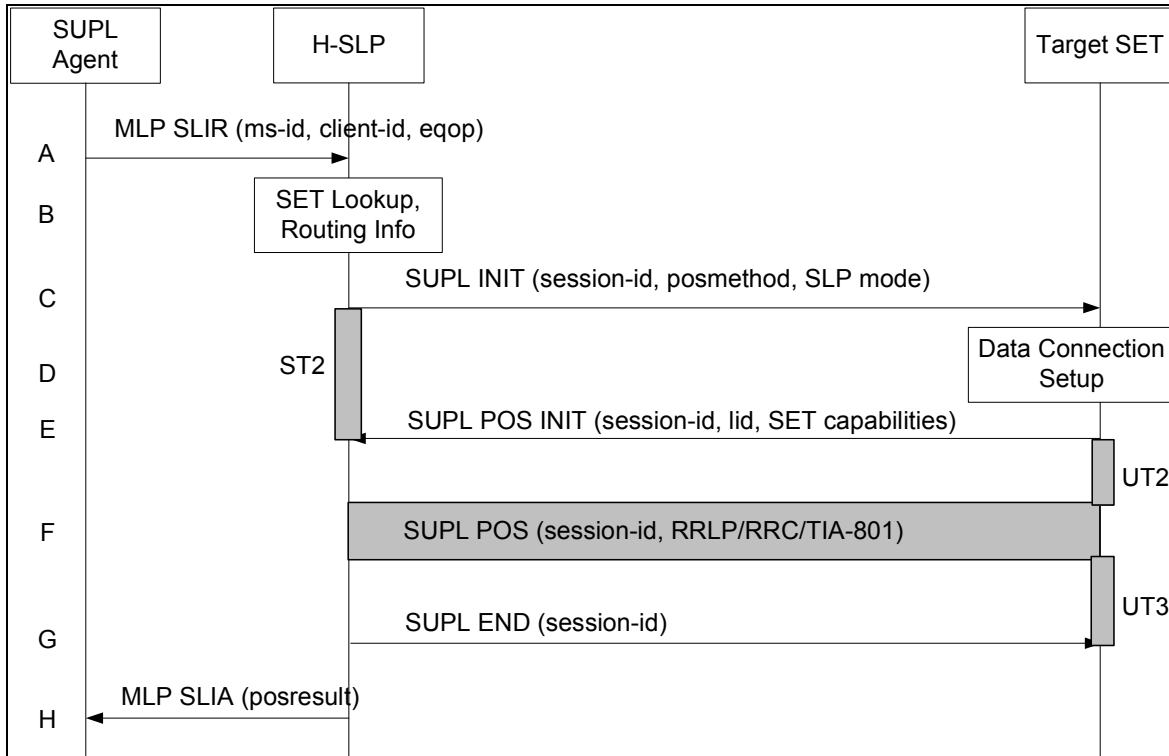 SUPL
Agent
H-SLP
Target SET
MLP SLIR (ms-id, client-id, eqop)
A
SET Lookup,
Routing Info
B
SUPL INIT (session-id, posmethod, SLP mode)
C
Data Connection
Setup
ST2
D
SUPL POS INIT (session-id, lid, SET capabilities)
E
UT2
SUPL POS (session-id, RRLP/RRC/TIA-801)
F
UT3
SUPL END (session-id)
G
MLP SLIA (posresult)
H